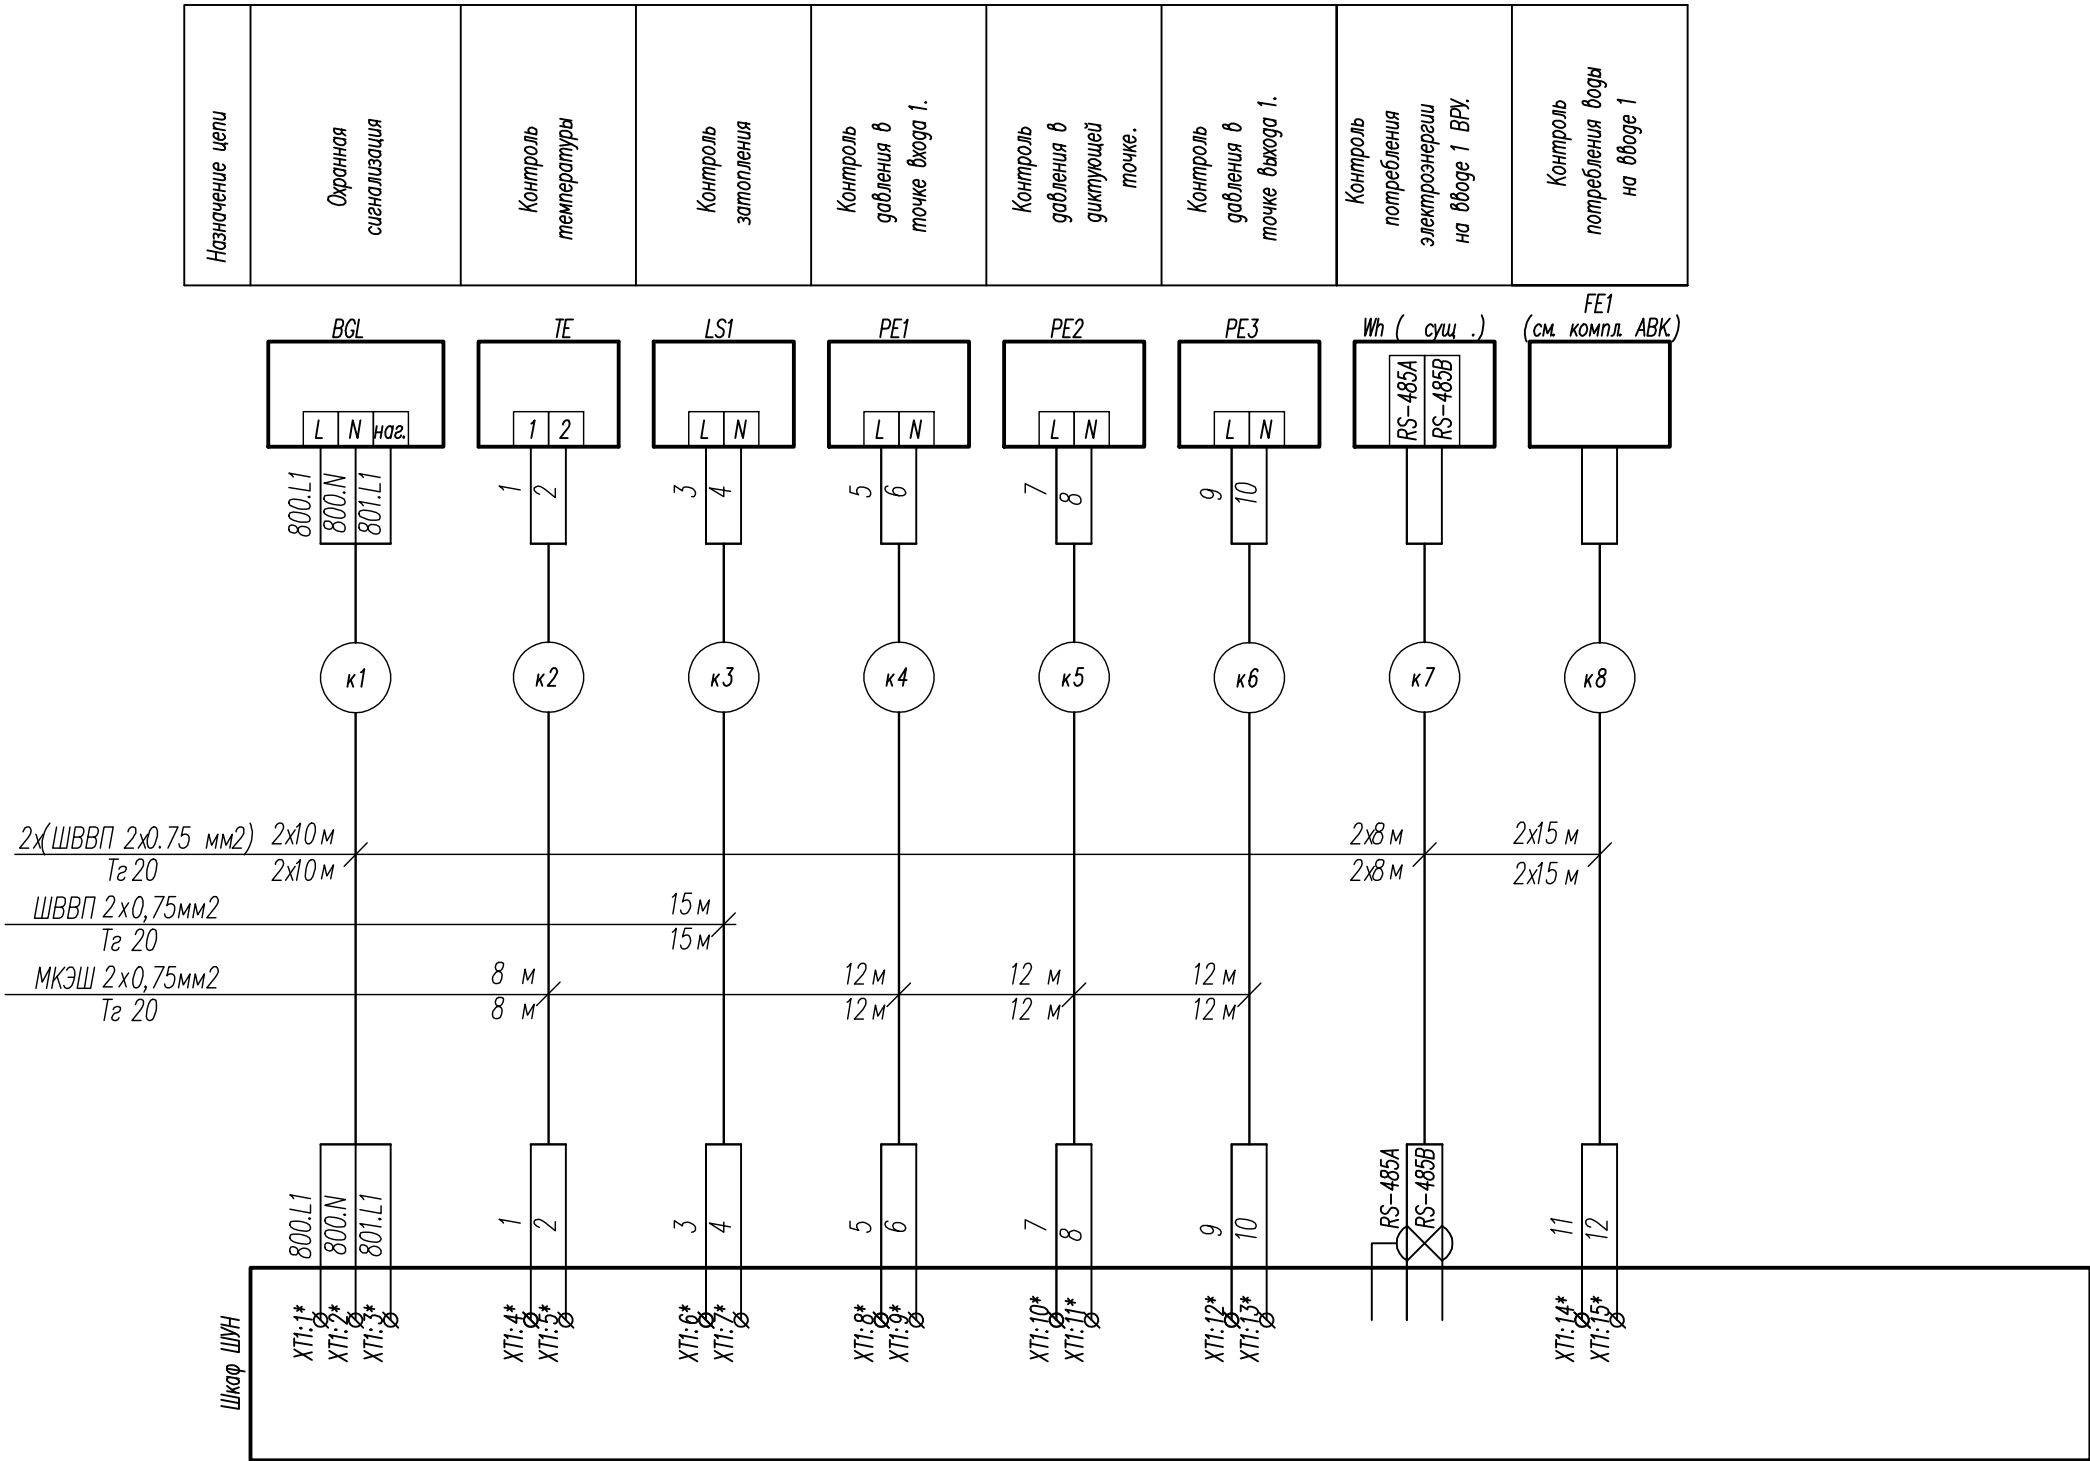 Назначение цепи
Охранная
сигнализация
Контроль
температуры
Контроль
затопления
Контроль
давления в
точке входа 1.
Контроль
давления в
диктующей
точке.
Контроль
давления в
точке выхода 1.
Контроль
потребления
электроэнергии
на вводе 1 ВРУ.
Контроль
потребления воды
на вводе 1
BGL
TE
LS1
PE1
PE2
PE3
Wh ( сущ .)
FE1
(см. компл. АВК.)
L N наг.
1 2
L N
L N
L N
L N
RS-485A
RS-485B
800.L1
800.N
801.L1
1
2
3
4
5
6
7
8
9
10
к1
к2
к3
к4
к5
к6
к7
к8
2х(ШВВП 2х0.75 мм2)
2х10 м
2х8 м
2х15 м
Тг 20
2х10 м
2х8 м
2х15 м
ШВВП 2х0,75мм2
15 м
Тг 20
15 м
МКЭШ 2х0,75мм2
8 м
12 м
12 м
12 м
Тг 20
8 м
12 м
12 м
12 м
800.L1
800.N
801.L1
1
2
3
4
5
6
7
8
9
10
RS-485A
RS-485B
11
12
Шкаф ШУН
XT1:1*
XT1:2*
XT1:3*
XT1:4*
XT1:5*
XT1:6*
XT1:7*
XT1:8*
XT1:9*
XT1:10*
XT1:11*
XT1:12*
XT1:13*
XT1:14*
XT1:15*